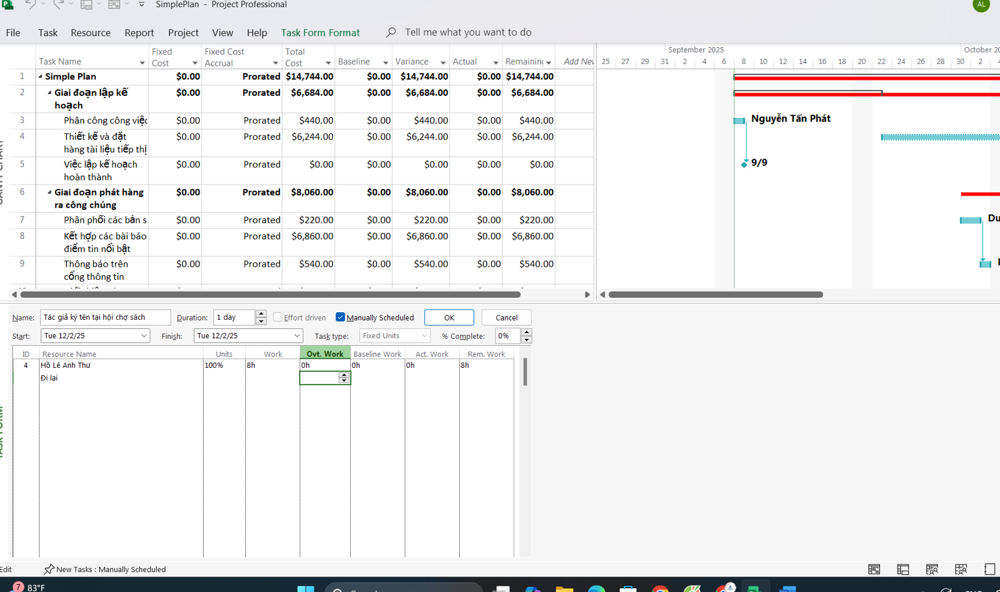 SimplePlan - Project Professional
AL
File Task Resource Report Project View Help Task Form Format Tell me what you want to do
Task Name Fixed Cost Fixed Cost Accrual Total Cost Baseline Variance Actual Remaining Add New
September 2025 October 20
25 27 29 31 2 4 6 8 10 12 14 16 18 20 22 24 26 28 30 2 4
1 Simple Plan $0.00 Prorated $14,744.00 $0.00 $14,744.00 $0.00 $14,744.00
2 Giai đoạn lập kế $0.00 Prorated $6,684.00 $0.00 $6,684.00 $0.00 $6,684.00
hoạch
3 Phân công công việc $0.00 Prorated $440.00 $0.00 $440.00 $0.00 $440.00
Nguyễn Tấn Phát
4 Thiết kế và đặt $0.00 Prorated $6,244.00 $0.00 $6,244.00 $0.00 $6,244.00
hàng tài liệu tiếp thị
5 Việc lập kế hoạch $0.00 Prorated $0.00 $0.00 $0.00 $0.00 $0.00
hoàn thành
9/9
6 Giai đoạn phát hàng $0.00 Prorated $8,060.00 $0.00 $8,060.00 $0.00 $8,060.00
ra công chúng
7 Phân phối các bản s $0.00 Prorated $220.00 $0.00 $220.00 $0.00 $220.00
Du
8 Kết hợp các bài báo $0.00 Prorated $6,860.00 $0.00 $6,860.00 $0.00 $6,860.00
điểm tin nổi bật
9 Thông báo trên $0.00 Prorated $540.00 $0.00 $540.00 $0.00 $540.00
cổng thông tin
GANTT CHART
Name: Tác giả ký tên tại hội chợ sách Duration: 1 day Effort driven Manually Scheduled OK Cancel
Start: Tue 12/2/25 Finish: Tue 12/2/25 Task type: Fixed Units % Complete: 0%
ID Resource Name Units Work Ovt. Work Baseline Work Act. Work Rem. Work
4 Hồ Lê Anh Thư 100% 8h 0h 0h 0h 8h
Đi lại
TASK FORM
Edit New Tasks : Manually Scheduled
7 83°F